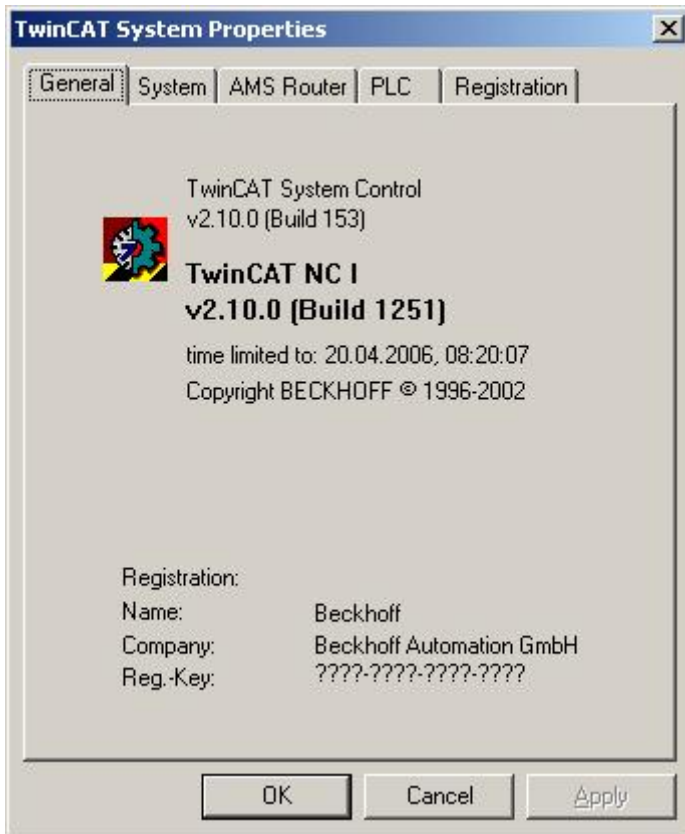 TwinCAT System Properties
General System AMS Router PLC Registration
TwinCAT System Control
v2.10.0 (Build 153)
TwinCAT NC I
v2.10.0 (Build 1251)
time limited to: 20.04.2006, 08:20:07
Copyright BECKHOFF © 1996-2002
Registration:
Name: Beckhoff
Company: Beckhoff Automation GmbH
Reg.-Key: ????-????-????-????
OK Cancel Apply